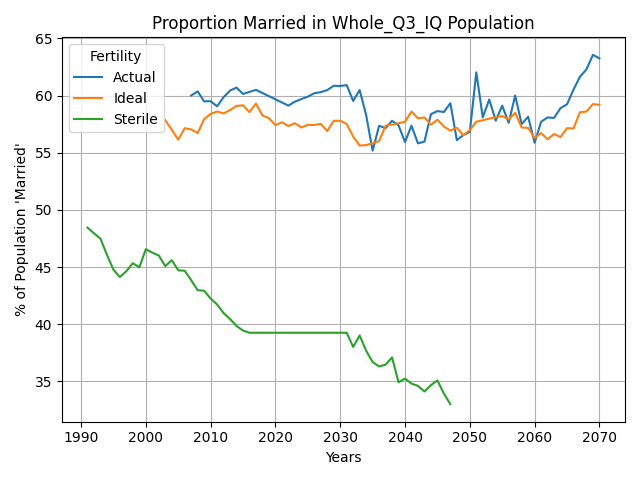 Proportion Married in Whole_Q3_IQ Population
65
60
55
50
45
40
35
% of Population 'Married'
Fertility
Actual
Ideal
Sterile
1990 2000 2010 2020 2030 2040 2050 2060 2070
Years